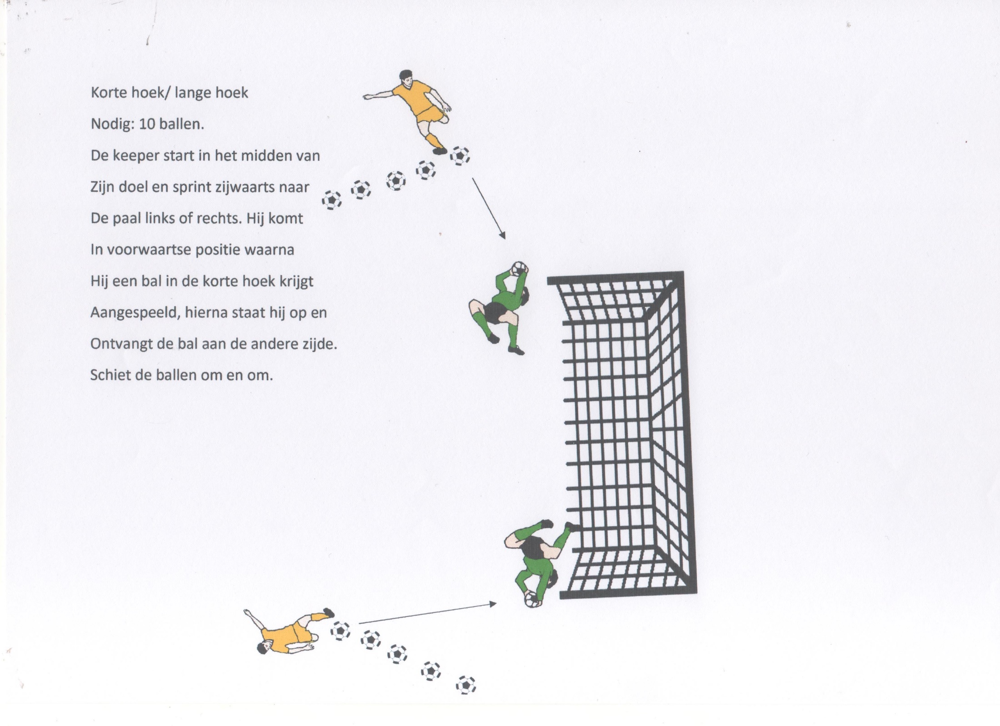 Korte hoek/ lange hoek
Nodig: 10 ballen.
De keeper start in het midden van
Zijn doel en sprint zijwaarts naar
De paal links of rechts. Hij komt
In voorwaartse positie waarna
Hij een bal in de korte hoek krijgt
Aangespeeld, hierna staat hij op en
Ontvangt de bal aan de andere zijde.
Schiet de ballen om en om.